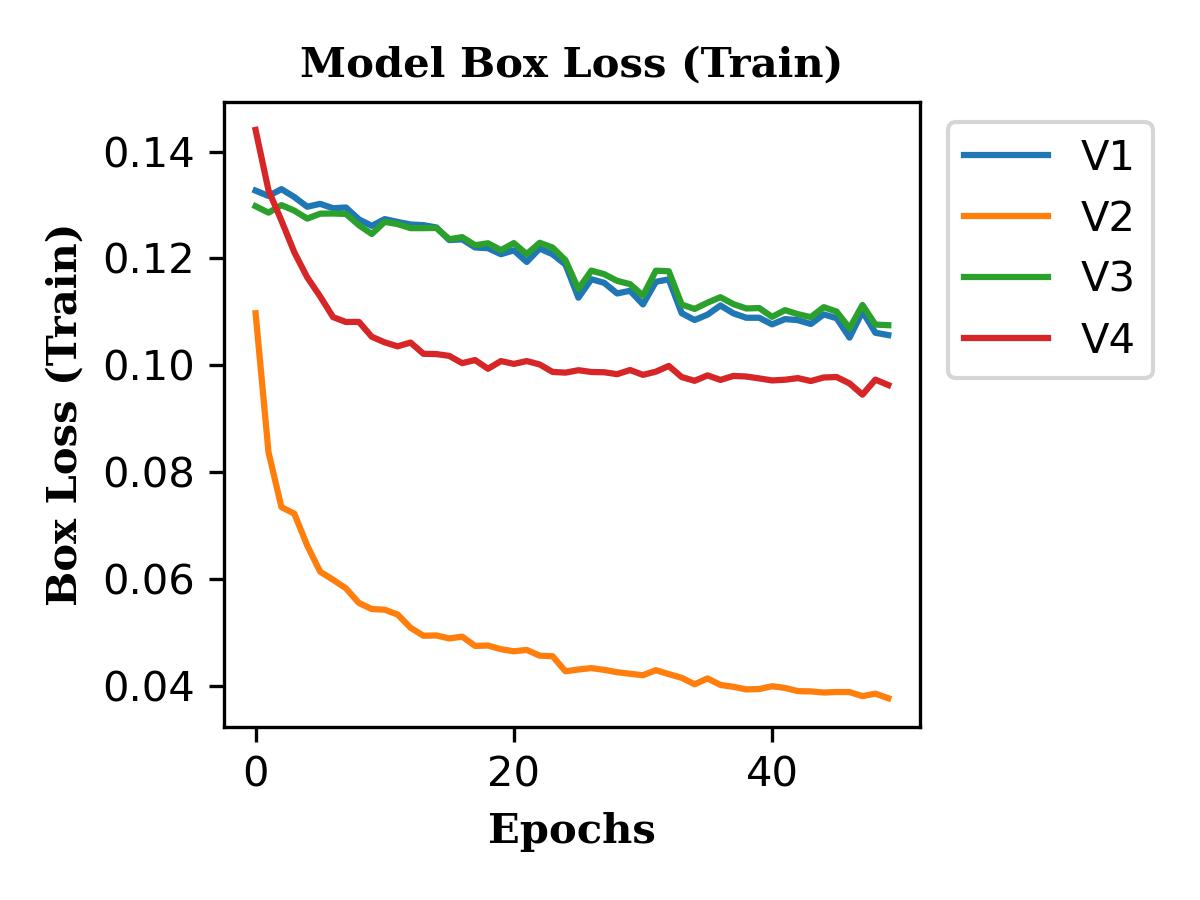 Model Box Loss (Train)
Box Loss (Train)
0.14
0.12
0.10
0.08
0.06
0.04
0 20 40
Epochs
V1
V2
V3
V4